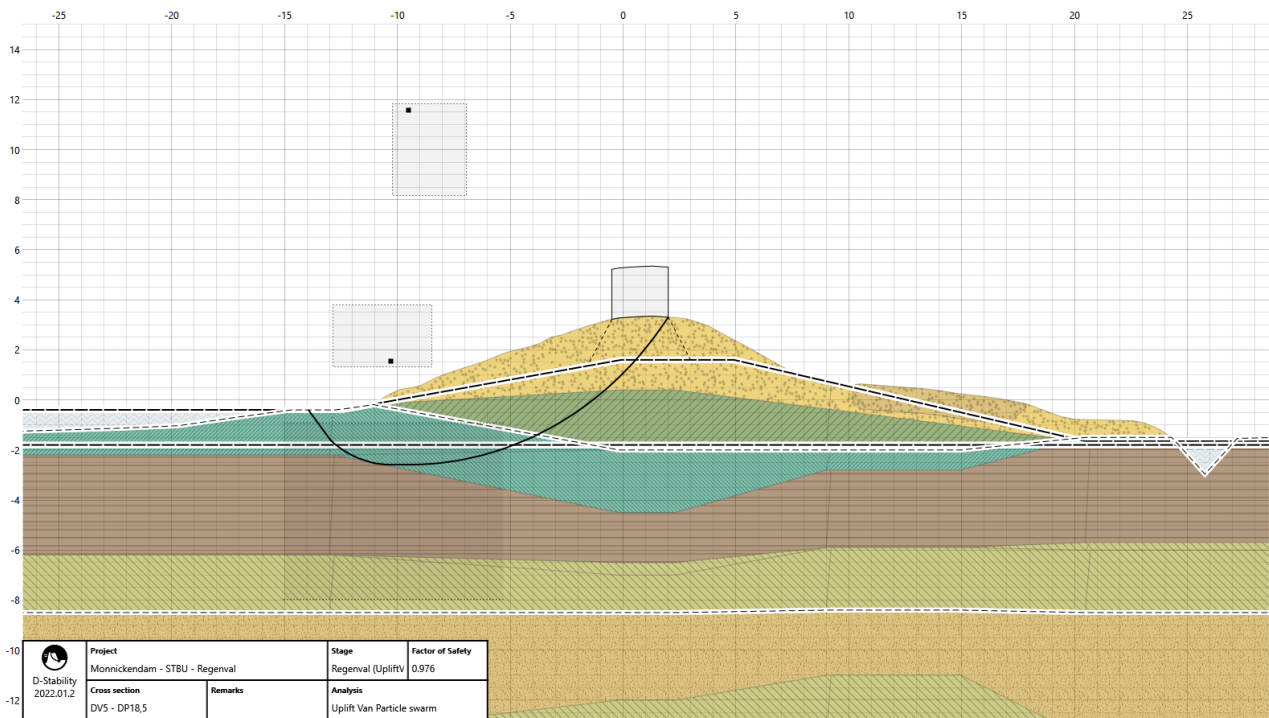 -25 -20 -15 -10 -5 0 5 10 15 20 25
14
12
10
8
6
4
2
0
-2
-4
-6
-8
-10
-12
D-Stability
2022.01.2
Project
Monnickendam - STBU - Regenval
Stage
Regenval (UpliftV
Factor of Safety
0.976
Cross section
DV5 - DP18,5
Remarks
Analysis
Uplift Van Particle swarm